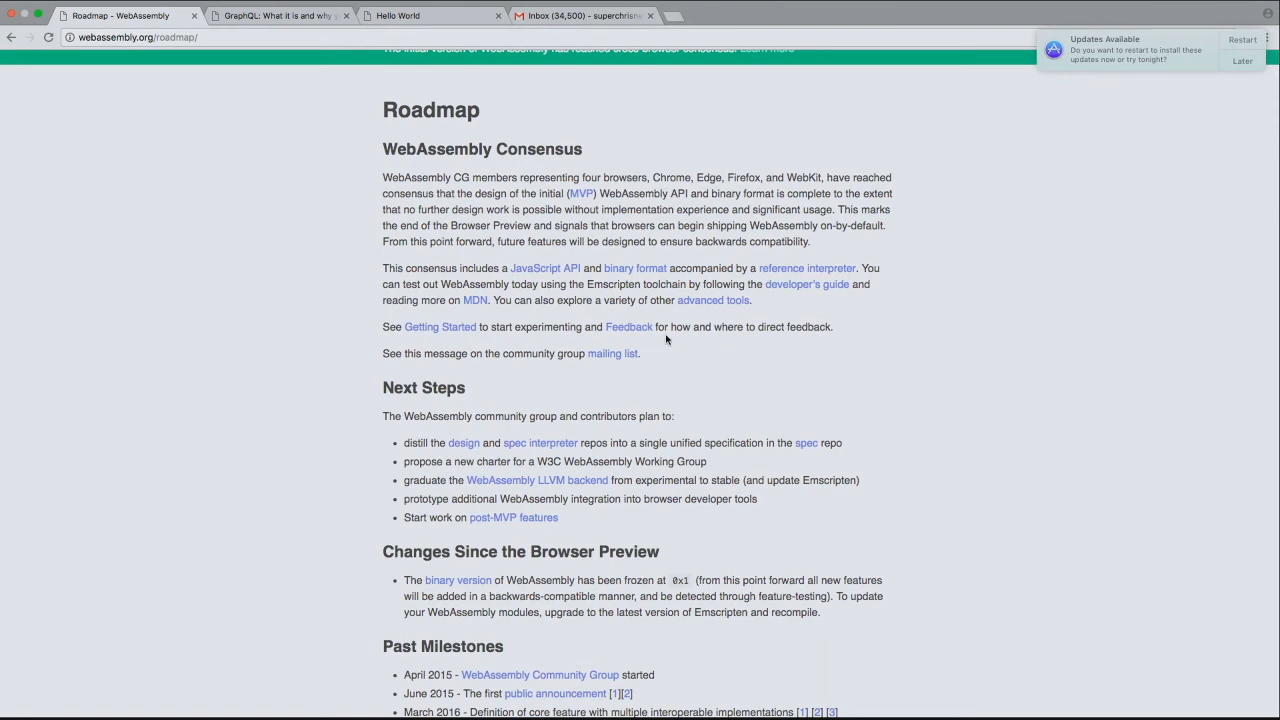 Roadmap - WebAssembly
GraphQL: What it is and why
Hello World
Inbox (34,500) - superchrisne
webassembly.org/roadmap/
Updates Available
Do you want to restart to install these
updates now or try tonight?
Restart
Later
The initial version of WebAssembly has reached cross-browser consensus. Learn more
Roadmap
WebAssembly Consensus
WebAssembly CG members representing four browsers, Chrome, Edge, Firefox, and WebKit, have reached
consensus that the design of the initial (MVP) WebAssembly API and binary format is complete to the extent
that no further design work is possible without implementation experience and significant usage. This marks
the end of the Browser Preview and signals that browsers can begin shipping WebAssembly on-by-default.
From this point forward, future features will be designed to ensure backwards compatibility.
This consensus includes a JavaScript API and binary format accompanied by a reference interpreter. You
can test out WebAssembly today using the Emscripten toolchain by following the developer's guide and
reading more on MDN. You can also explore a variety of other advanced tools.
See Getting Started to start experimenting and Feedback for how and where to direct feedback.
See this message on the community group mailing list.
Next Steps
The WebAssembly community group and contributors plan to:
• distill the design and spec interpreter repos into a single unified specification in the spec repo
• propose a new charter for a W3C WebAssembly Working Group
• graduate the WebAssembly LLVM backend from experimental to stable (and update Emscripten)
• prototype additional WebAssembly integration into browser developer tools
• Start work on post-MVP features
Changes Since the Browser Preview
• The binary version of WebAssembly has been frozen at 0x1 (from this point forward all new features
will be added in a backwards-compatible manner, and be detected through feature-testing). To update
your WebAssembly modules, upgrade to the latest version of Emscripten and recompile.
Past Milestones
• April 2015 - WebAssembly Community Group started
• June 2015 - The first public announcement [1][2]
• March 2016 - Definition of core feature with multiple interoperable implementations [1] [2] [3]